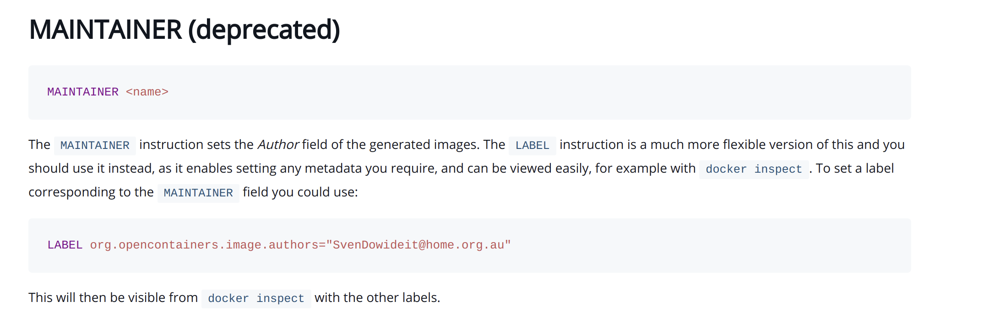 MAINTAINER (deprecated)
MAINTAINER <name>
The MAINTAINER instruction sets the Author field of the generated images. The LABEL instruction is a much more flexible version of this and you
should use it instead, as it enables setting any metadata you require, and can be viewed easily, for example with docker inspect. To set a label
corresponding to the MAINTAINER field you could use:
LABEL org.opencontainers.image.authors="SvenDowideit@home.org.au"
This will then be visible from docker inspect with the other labels.